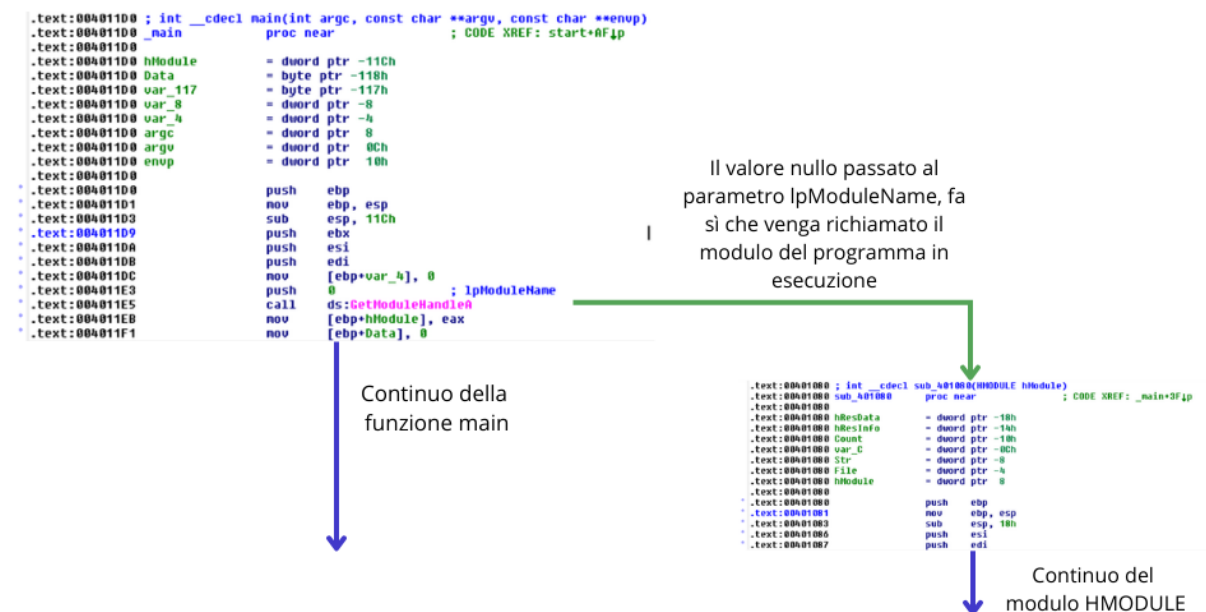 .text:004011D0 ; int __cdecl main(int argc, const char **argv, const char **envp)
.text:004011D0 _main proc near ; CODE XREF: start+AF↓p
.text:004011D0
.text:004011D0 hModule = dword ptr -11Ch
.text:004011D0 Data = byte ptr -118h
.text:004011D0 var_117 = byte ptr -117h
.text:004011D0 var_8 = dword ptr -8
.text:004011D0 var_4 = dword ptr -4
.text:004011D0 argc = dword ptr 8
.text:004011D0 argv = dword ptr 0Ch
.text:004011D0 envp = dword ptr 10h
.text:004011D0
.text:004011D0 push ebp
.text:004011D1 mov ebp, esp
.text:004011D3 sub esp, 11Ch
.text:004011D9 push ebx
.text:004011DA push esi
.text:004011DB push edi
.text:004011DC mov [ebp+var_4], 0
.text:004011E3 push 0 ; lpModuleName
.text:004011E5 call ds:GetModuleHandleA
.text:004011EB mov [ebp+hModule], eax
.text:004011F1 mov [ebp+Data], 0
Il valore nullo passato al
parametro lpModuleName, fa
sì che venga richiamato il
modulo del programma in
esecuzione
Continuo della
funzione main
.text:00401080 ; int __cdecl sub_401080(HMODULE hModule)
.text:00401080 sub_401080 proc near ; CODE XREF: _main+3F↓p
.text:00401080
.text:00401080 hResData = dword ptr -18h
.text:00401080 hResInfo = dword ptr -14h
.text:00401080 Count = dword ptr -10h
.text:00401080 var_C = dword ptr -0Ch
.text:00401080 Str = dword ptr -8
.text:00401080 File = dword ptr -4
.text:00401080 hModule = dword ptr 8
.text:00401080
.text:00401080 push ebp
.text:00401081 mov ebp, esp
.text:00401083 sub esp, 18h
.text:00401086 push esi
.text:00401087 push edi
Continuo del
modulo HMODULE